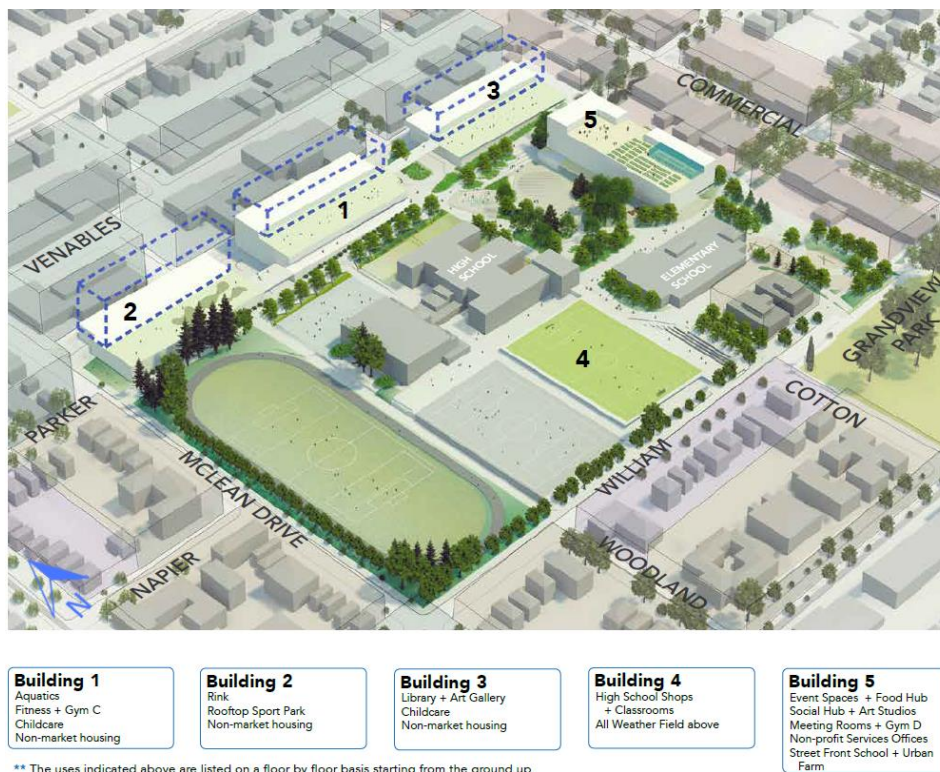 3
COMMERCIAL
5
1
VENABLES
HIGH
SCHOOL
ELEMENTARY
SCHOOL
2
GRANDVIEW
PARK
4
COTTON
PARKER
MCLEAN DRIVE
WILLIAM
NAPIER
WOODLAND
N
Building 1
Aquatics
Fitness + Gym C
Childcare
Non-market housing
Building 2
Rink
Rooftop Sport Park
Non-market housing
Building 3
Library + Art Gallery
Childcare
Non-market housing
Building 4
High School Shops
+ Classrooms
All Weather Field above
Building 5
Event Spaces + Food Hub
Social Hub + Art Studios
Meeting Rooms + Gym D
Non-profit Services Offices
Street Front School + Urban
Farm
** The uses indicated above are listed on a floor by floor basis starting from the ground up